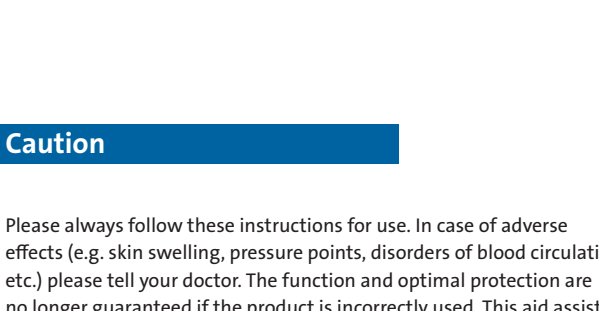 Caution
Please always follow these instructions for use. In case of adverse
effects (e.g. skin swelling, pressure points, disorders of blood circulati
etc.) please tell your doctor. The function and optimal protection are
no longer guaranteed if the product is incorrectly used. This aid assist